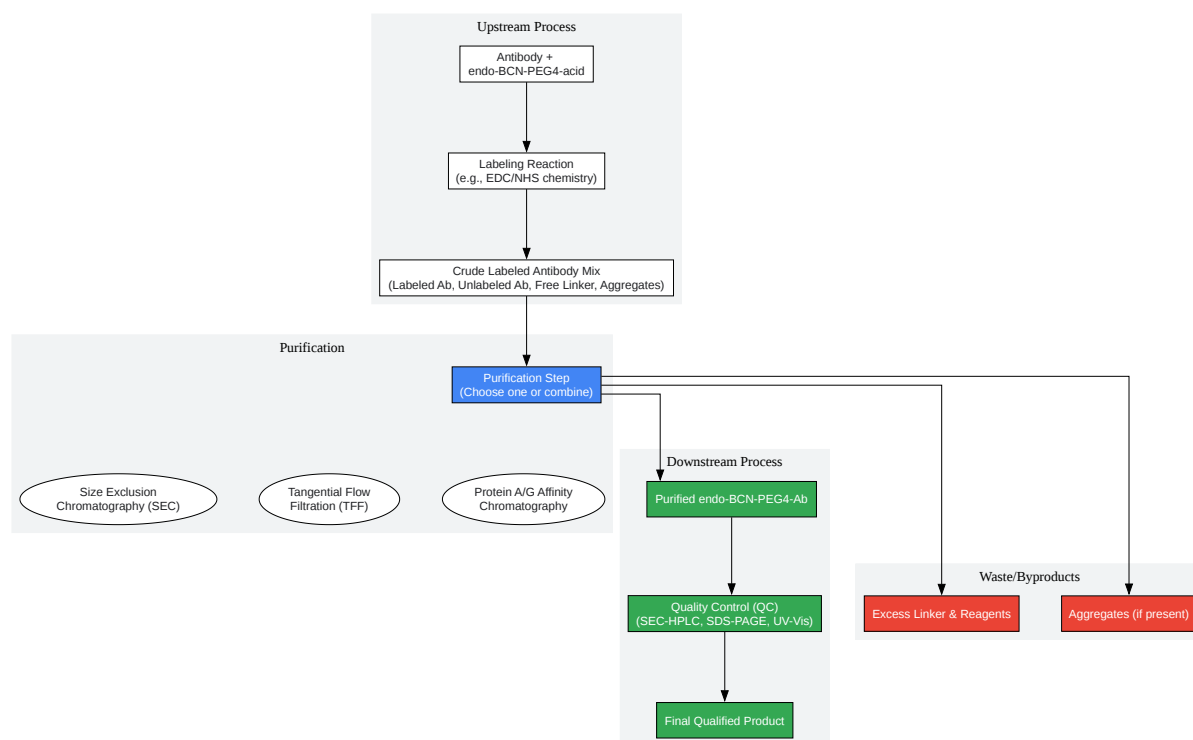 Upstream Process
Antibody +
endo-BCN-PEG4-acid
Labeling Reaction
(e.g., EDC/NHS chemistry)
Crude Labeled Antibody Mix
(Labeled Ab, Unlabeled Ab, Free Linker, Aggregates)
Purification
Purification Step
(Choose one or combine)
Size Exclusion
Chromatography (SEC)
Tangential Flow
Filtration (TFF)
Protein A/G Affinity
Chromatography
Downstream Process
Purified endo-BCN-PEG4-Ab
Quality Control (QC)
(SEC-HPLC, SDS-PAGE, UV-Vis)
Final Qualified Product
Waste/Byproducts
Excess Linker & Reagents
Aggregates (if present)